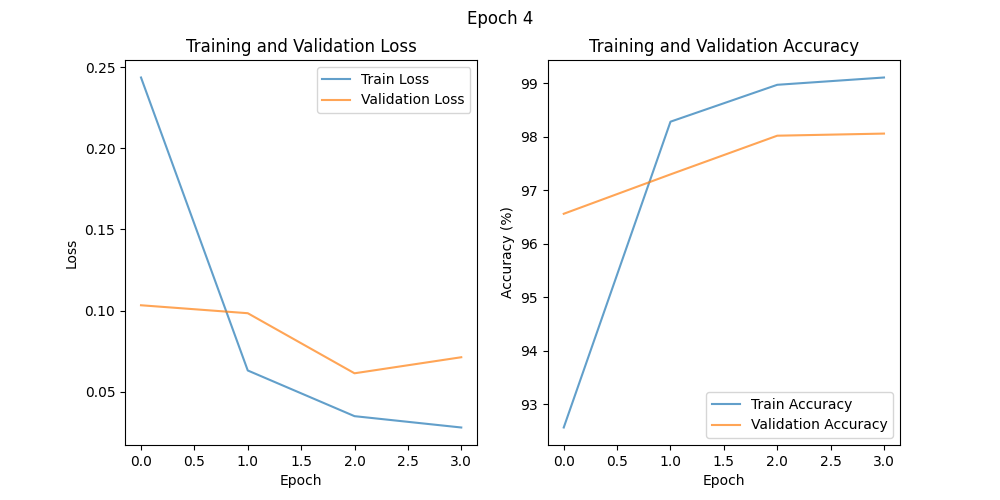 Epoch 4
Training and Validation Loss
0.25
0.20
0.15
0.10
0.05
Loss
Train Loss
Validation Loss
0.0 0.5 1.0 1.5 2.0 2.5 3.0
Epoch
Training and Validation Accuracy
99
98
97
96
95
94
93
Accuracy (%)
Train Accuracy
Validation Accuracy
0.0 0.5 1.0 1.5 2.0 2.5 3.0
Epoch